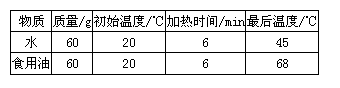 物质 质量/g 初始温度/℃ 加热时间/min 最后温度/℃
水 60 20 6 45
食用油 60 20 6 68